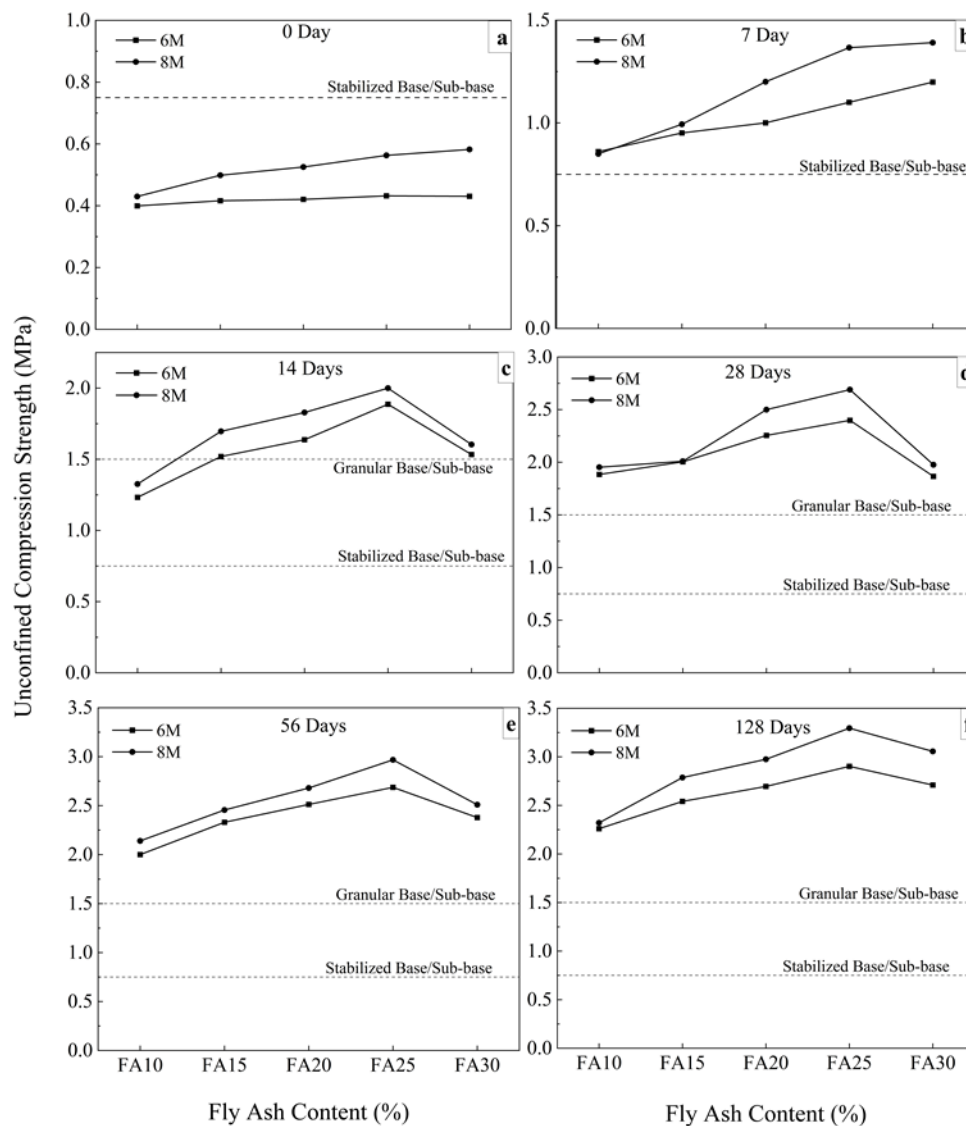 Unconfined Compression Strength (MPa)
0 Day
a
6M
8M
Stabilized Base/Sub-base
1.0
0.8
0.6
0.4
0.2
0.0
7 Day
b
6M
8M
Stabilized Base/Sub-base
1.5
1.0
0.5
0.0
14 Days
c
6M
8M
Granular Base/Sub-base
Stabilized Base/Sub-base
2.0
1.5
1.0
0.5
0.0
28 Days
d
6M
8M
Granular Base/Sub-base
Stabilized Base/Sub-base
3.0
2.5
2.0
1.5
1.0
0.5
0.0
56 Days
e
6M
8M
Granular Base/Sub-base
Stabilized Base/Sub-base
3.5
3.0
2.5
2.0
1.5
1.0
0.5
0.0
FA10 FA15 FA20 FA25 FA30
Fly Ash Content (%)
128 Days
6M
8M
Granular Base/Sub-base
Stabilized Base/Sub-base
3.5
3.0
2.5
2.0
1.5
1.0
0.5
0.0
FA10 FA15 FA20 FA25 FA30
Fly Ash Content (%)